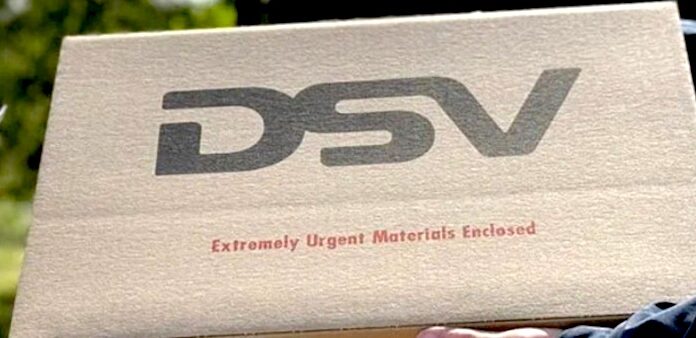 DSV
Extremely Urgent Materials Enclosed